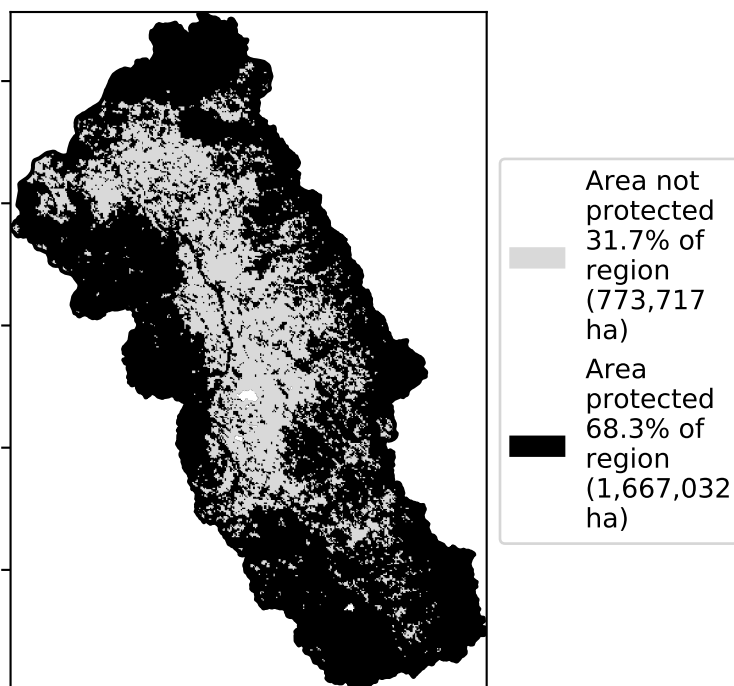 Area not
protected
31.7% of
region
(773,717
ha)
Area
protected
68.3% of
region
(1,667,032
ha)